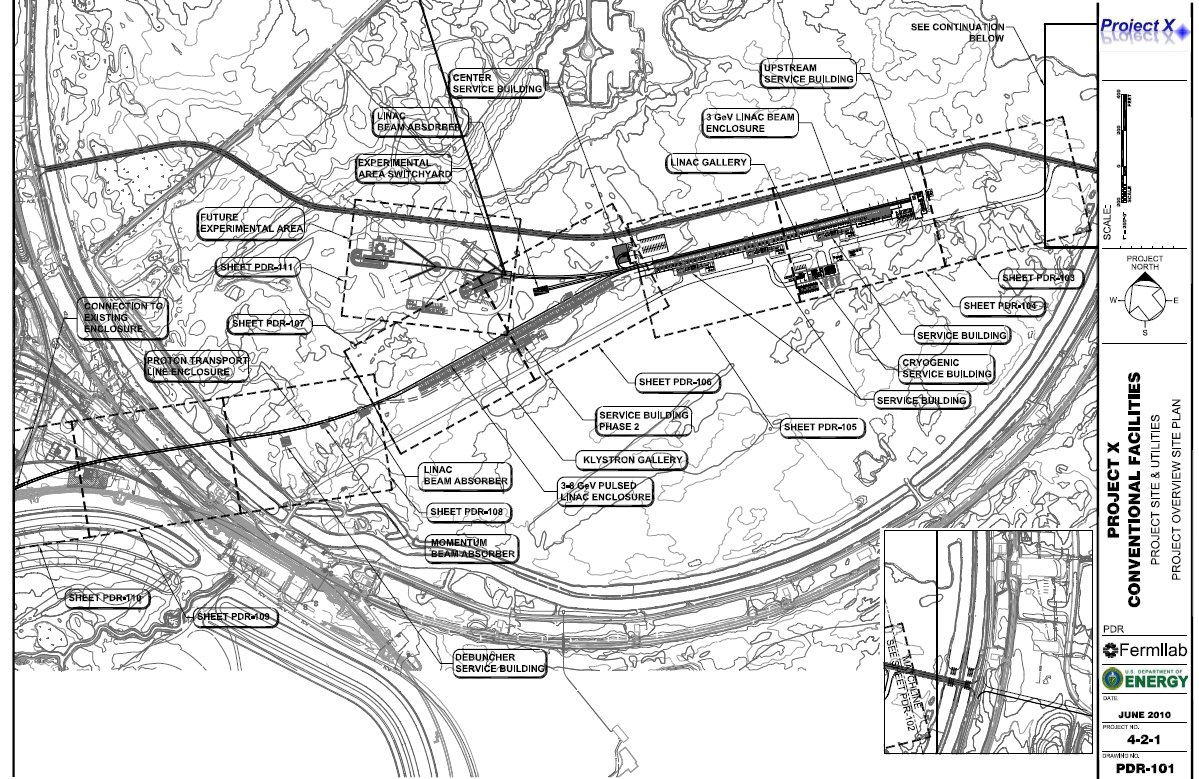 SEE CONTINUATION
BELOW
CENTER
SERVICE BUILDING
UPSTREAM
SERVICE BUILDING
LINAC
BEAM ABSORBER
3 GeV LINAC BEAM
ENCLOSURE
EXPERIMENTAL
AREA SWITCHYARD
LINAC GALLERY
FUTURE
EXPERIMENTAL AREA
SHEET PDR-111
SHEET PDR-103
CONNECTION TO
EXISTING
ENCLOSURE
SHEET PDR-104
SHEET PDR-107
SERVICE BUILDING
PROTON TRANSPORT
LINE ENCLOSURE
CRYOGENIC
SERVICE BUILDING
SHEET PDR-106
SERVICE BUILDING
SERVICE BUILDING
PHASE 2
SHEET PDR-105
KLYSTRON GALLERY
LINAC
BEAM ABSORBER
3-8 GeV PULSED
LINAC ENCLOSURE
SHEET PDR-108
MOMENTUM
BEAM ABSORBER
SHEET PDR-110
SHEET PDR-109
DEBUNCHER
SERVICE BUILDING
MATCHLINE
SEE SHEET PDR-102
Project X
SCALE:
PROJECT
NORTH
W
E
S
PROJECT X
CONVENTIONAL FACILITIES
PROJECT SITE & UTILITIES
PROJECT OVERVIEW SITE PLAN
PDR
Fermilab
U.S. DEPARTMENT OF
ENERGY
DATE
JUNE 2010
PROJECT NO.
4-2-1
DRAWING NO.
PDR-101